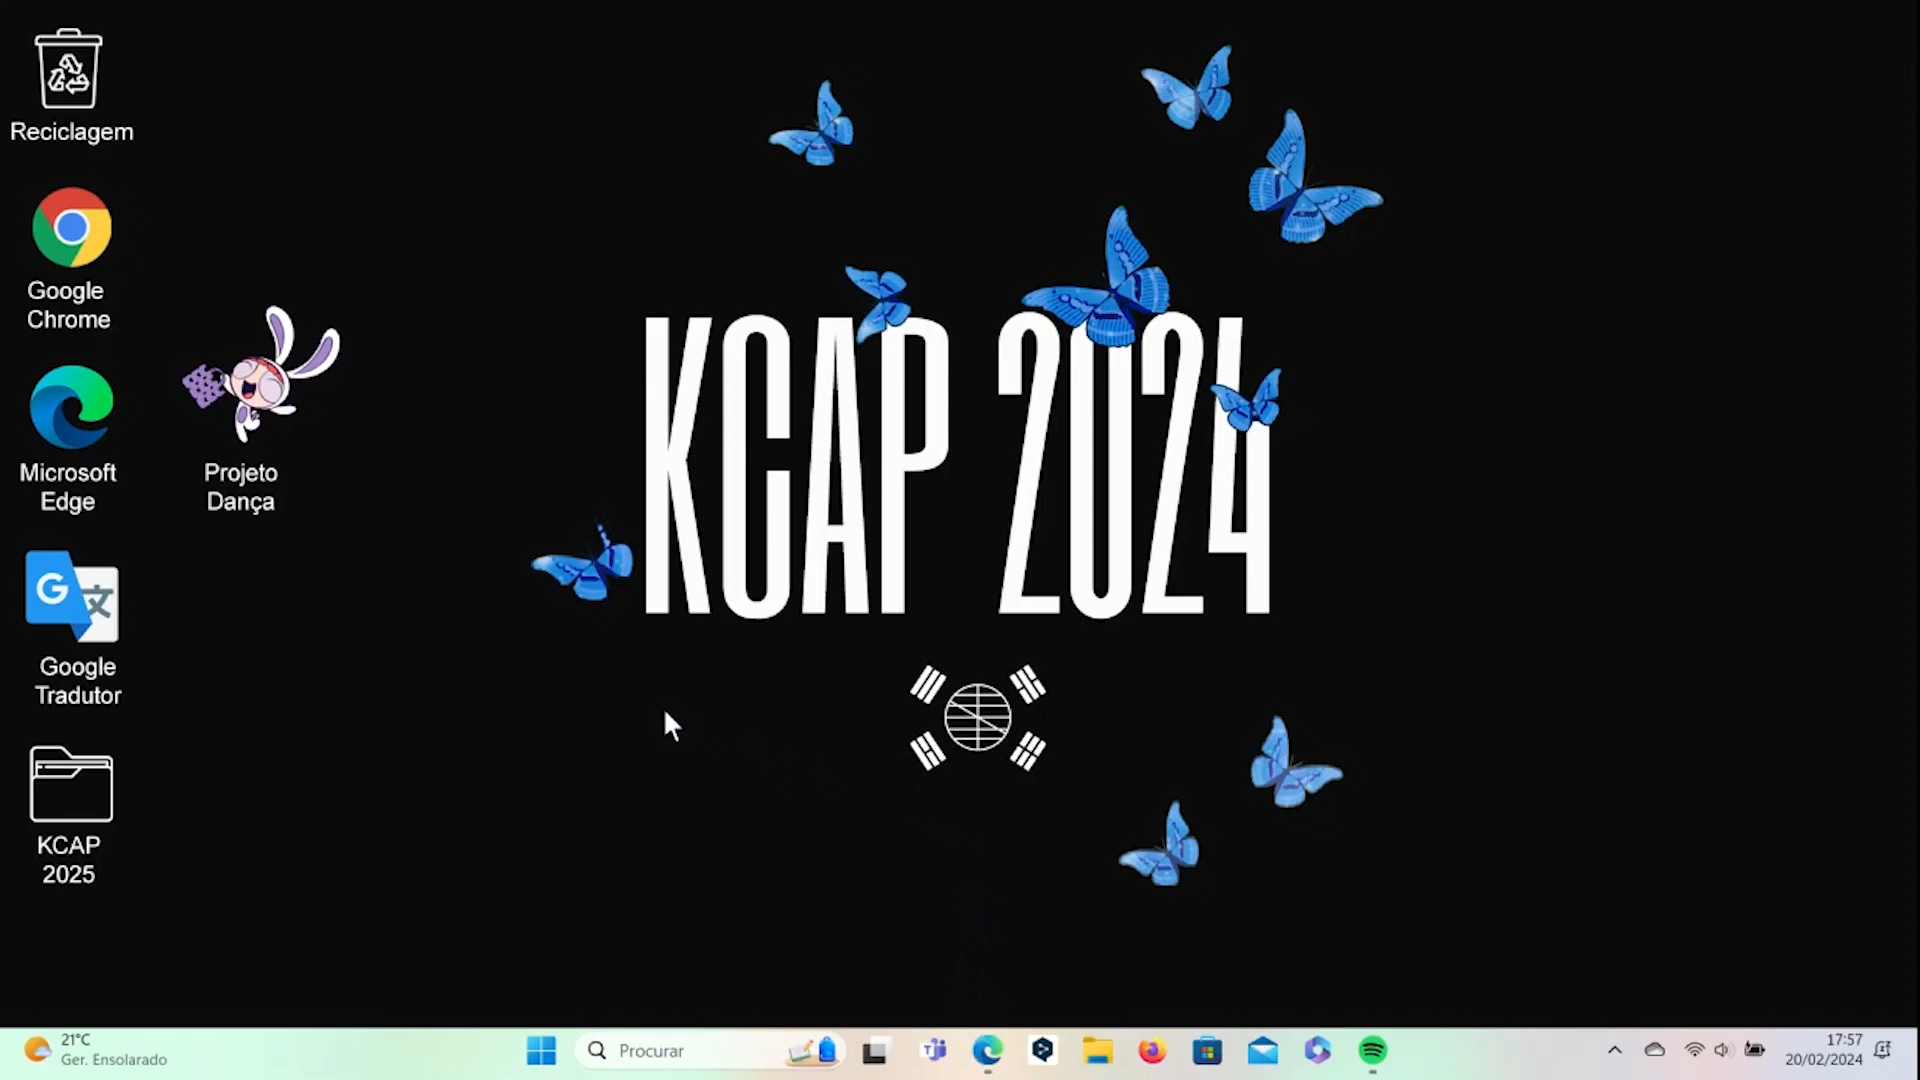 Reciclagem
Google
Chrome
Microsoft
Edge
Projeto
Dança
Google
Tradutor
KCAP
2025
KCAP 2024
21°C
Ger. Ensolarado
Procurar
17:57
20/02/2024